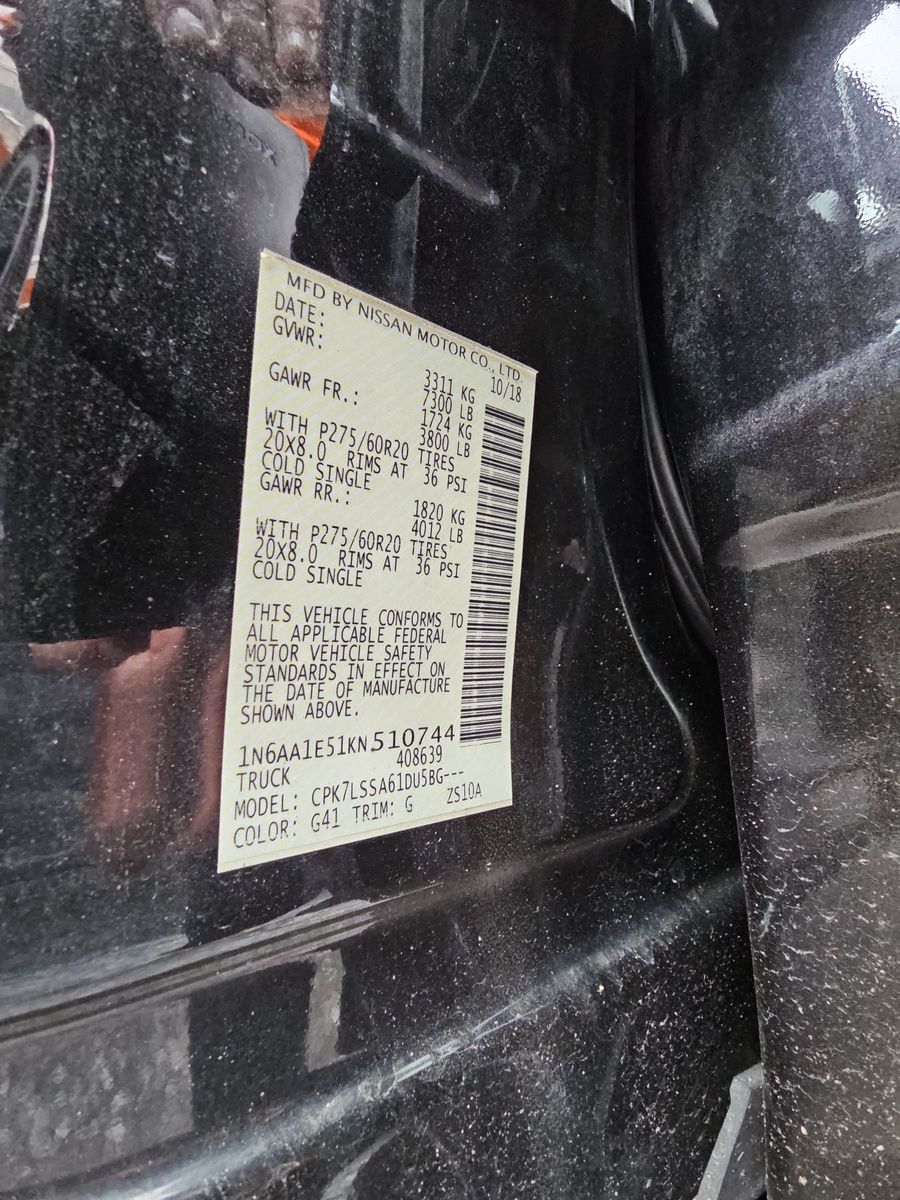 MFD BY NISSAN MOTOR CO., LTD.
DATE: 10/18
GVWR: 3311 KG
7300 LB
GAWR FR.: 1724 KG
3800 LB
WITH P275/60R20 TIRES
20X8.0 RIMS AT 36 PSI
COLD SINGLE
GAWR RR.: 1820 KG
4012 LB
WITH P275/60R20 TIRES
20X8.0 RIMS AT 36 PSI
COLD SINGLE
THIS VEHICLE CONFORMS TO
ALL APPLICABLE FEDERAL
MOTOR VEHICLE SAFETY
STANDARDS IN EFFECT ON
THE DATE OF MANUFACTURE
SHOWN ABOVE.
1N6AA1E51KN510744
TRUCK 408639
MODEL: CPK7LSSA61DU5BG---
COLOR: G41 TRIM: G ZS10A